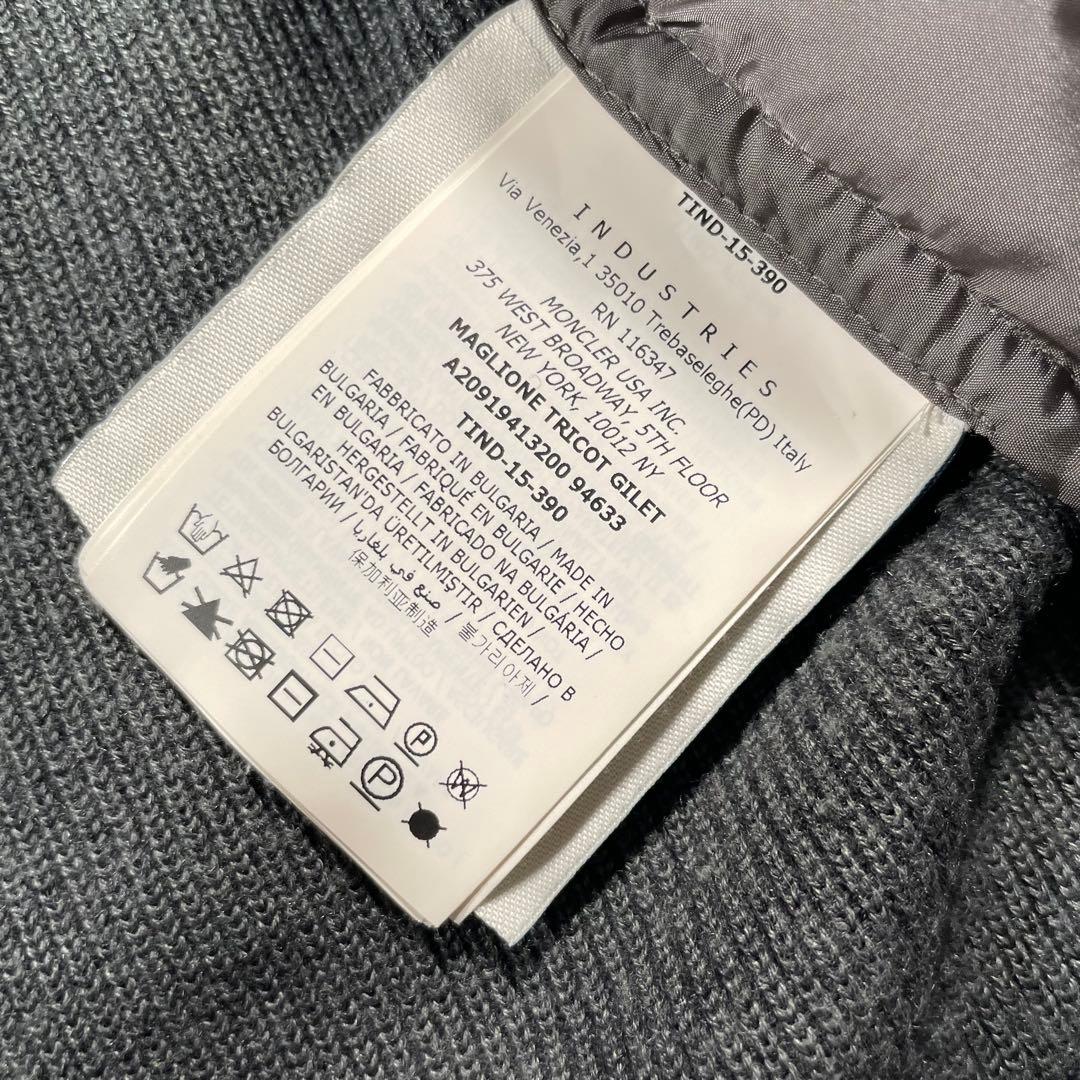 TIND-15-390
INDUSTRIES
Via Venezia,1 35010 Trebaseleghe(PD) Italy
RN 116347
MONCLER USA INC
375 WEST BROADWAY, 5TH FLOOR
NEW YORK, 10012 NY
MAGLIONE TRICOT GILET
A20919413200 94633
TIND-15-390
FABBRICATO IN BULGARIA / MADE IN
BULGARIA / FABRIQUÉ EN BULGARIE / HECHO
EN BULGARIA / FABRICADO NA BULGÁRIA /
HERGESTELLT IN BULGARIEN /
BULGARISTAN'DA ÜRETILMIŞTIR / СДЕЛАНО В
БОЛГАРИИ / صنع في بلغاريا / 불가리아제 /
保加利亚制造
P
W
P